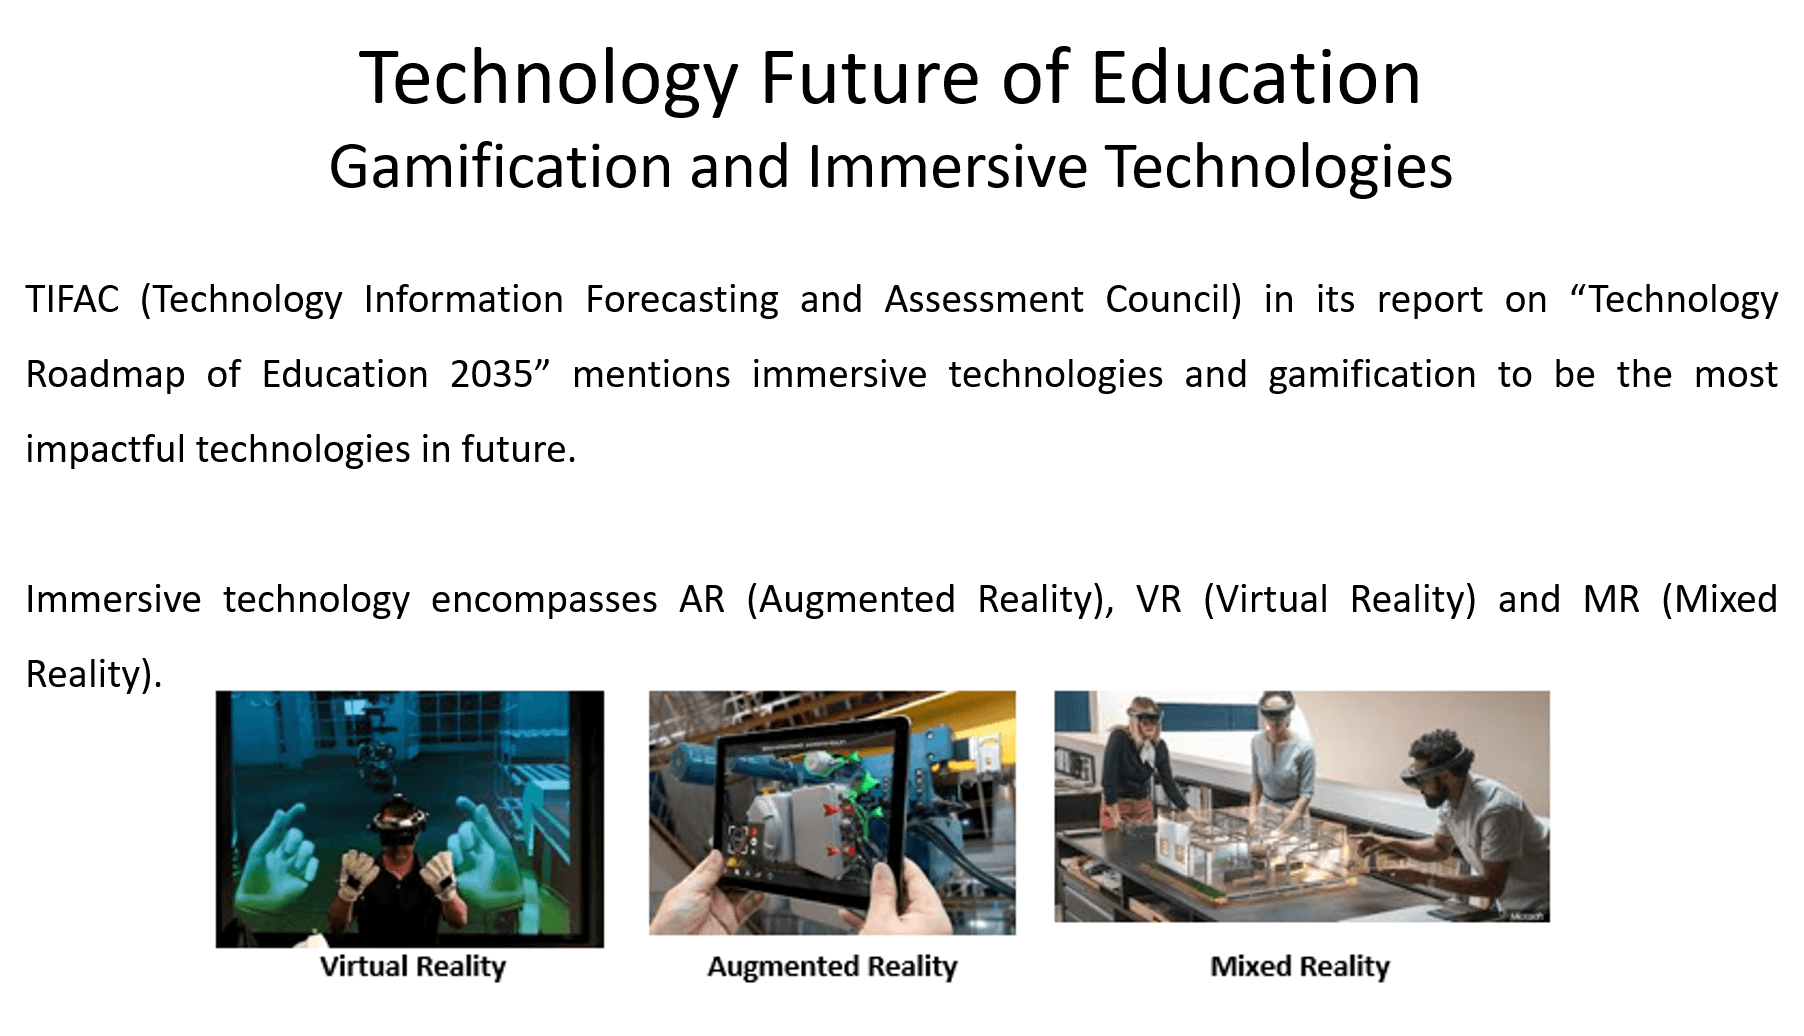 Technology Future of Education
Gamification and Immersive Technologies
TIFAC (Technology Information Forecasting and Assessment Council) in its report on “Technology
Roadmap of Education 2035” mentions immersive technologies and gamification to be the most
impactful technologies in future.
Immersive technology encompasses AR (Augmented Reality), VR (Virtual Reality) and MR (Mixed
Reality).
Microsoft
Virtual Reality
Augmented Reality
Mixed Reality